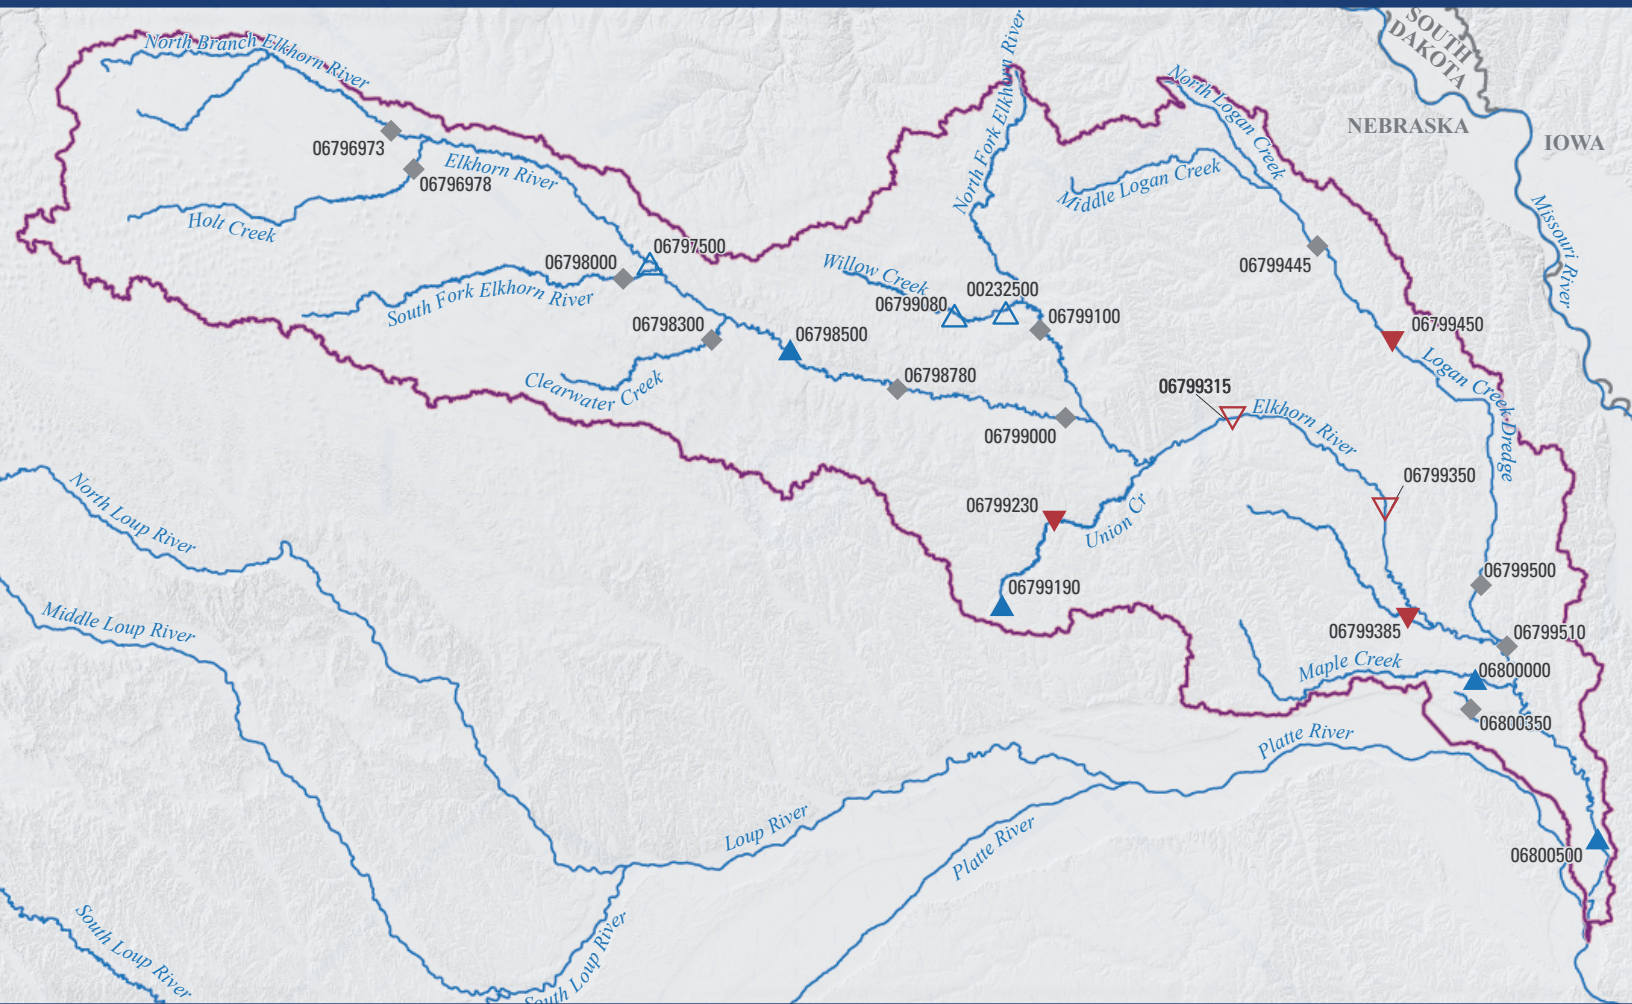 North Branch Elkhorn River
North Fork Elkhorn River
SOUTH
DAKOTA
North Logan Creek
NEBRASKA
IOWA
06796973
Elkhorn River
06796978
Middle Logan Creek
Holt Creek
Missouri River
06797500
06798000
Willow Creek
06799445
South Fork Elkhorn River
00232500
06799080
06799100
06798300
06798500
06799450
Logan Creek Dredge
Clearwater Creek
06798780
06799315
Elkhorn River
06799000
06799350
North Loup River
06799230
Union Cr
06799500
06799190
Middle Loup River
06799385
06799510
Maple Creek
06800000
06800350
Platte River
Loup River
Platte River
06800500
South Loup River
South Loup River